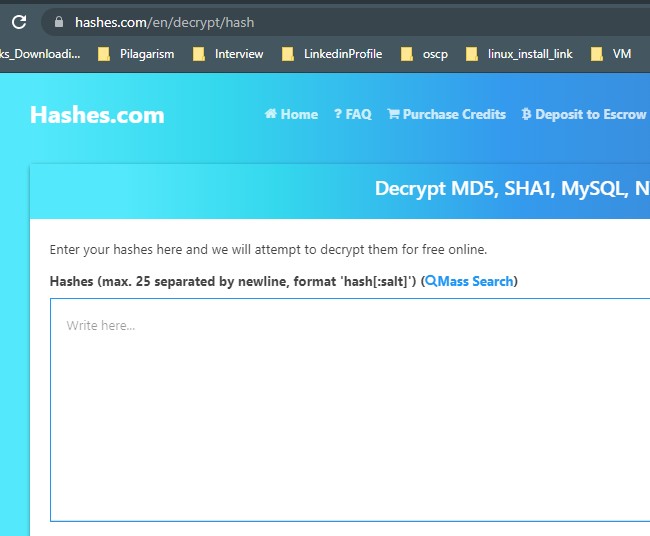 hashes.com/en/decrypt/hash
ks_Downloadi... Pilagarism Interview LinkedinProfile oscp linux_install_link VM
Hashes.com Home ? FAQ Purchase Credits Deposit to Escrow
Decrypt MD5, SHA1, MySQL, N
Enter your hashes here and we will attempt to decrypt them for free online.
Hashes (max. 25 separated by newline, format 'hash[:salt]') (Mass Search)
Write here...